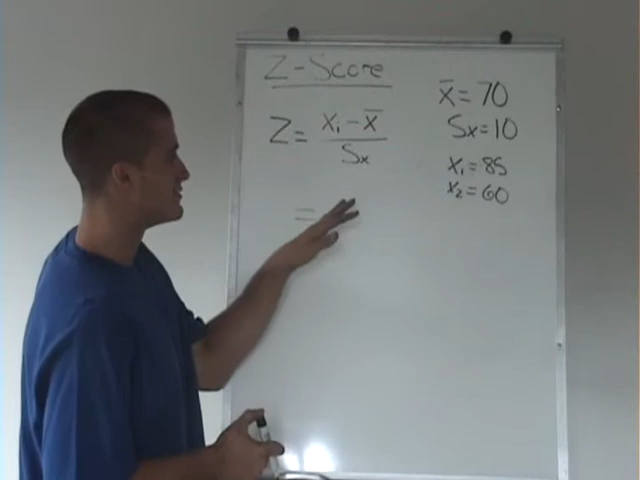 Z-Score
Z = x₁ - x̄ / Sx
=
x̄ = 70
Sx = 10
x₁ = 85
x₂ = 60